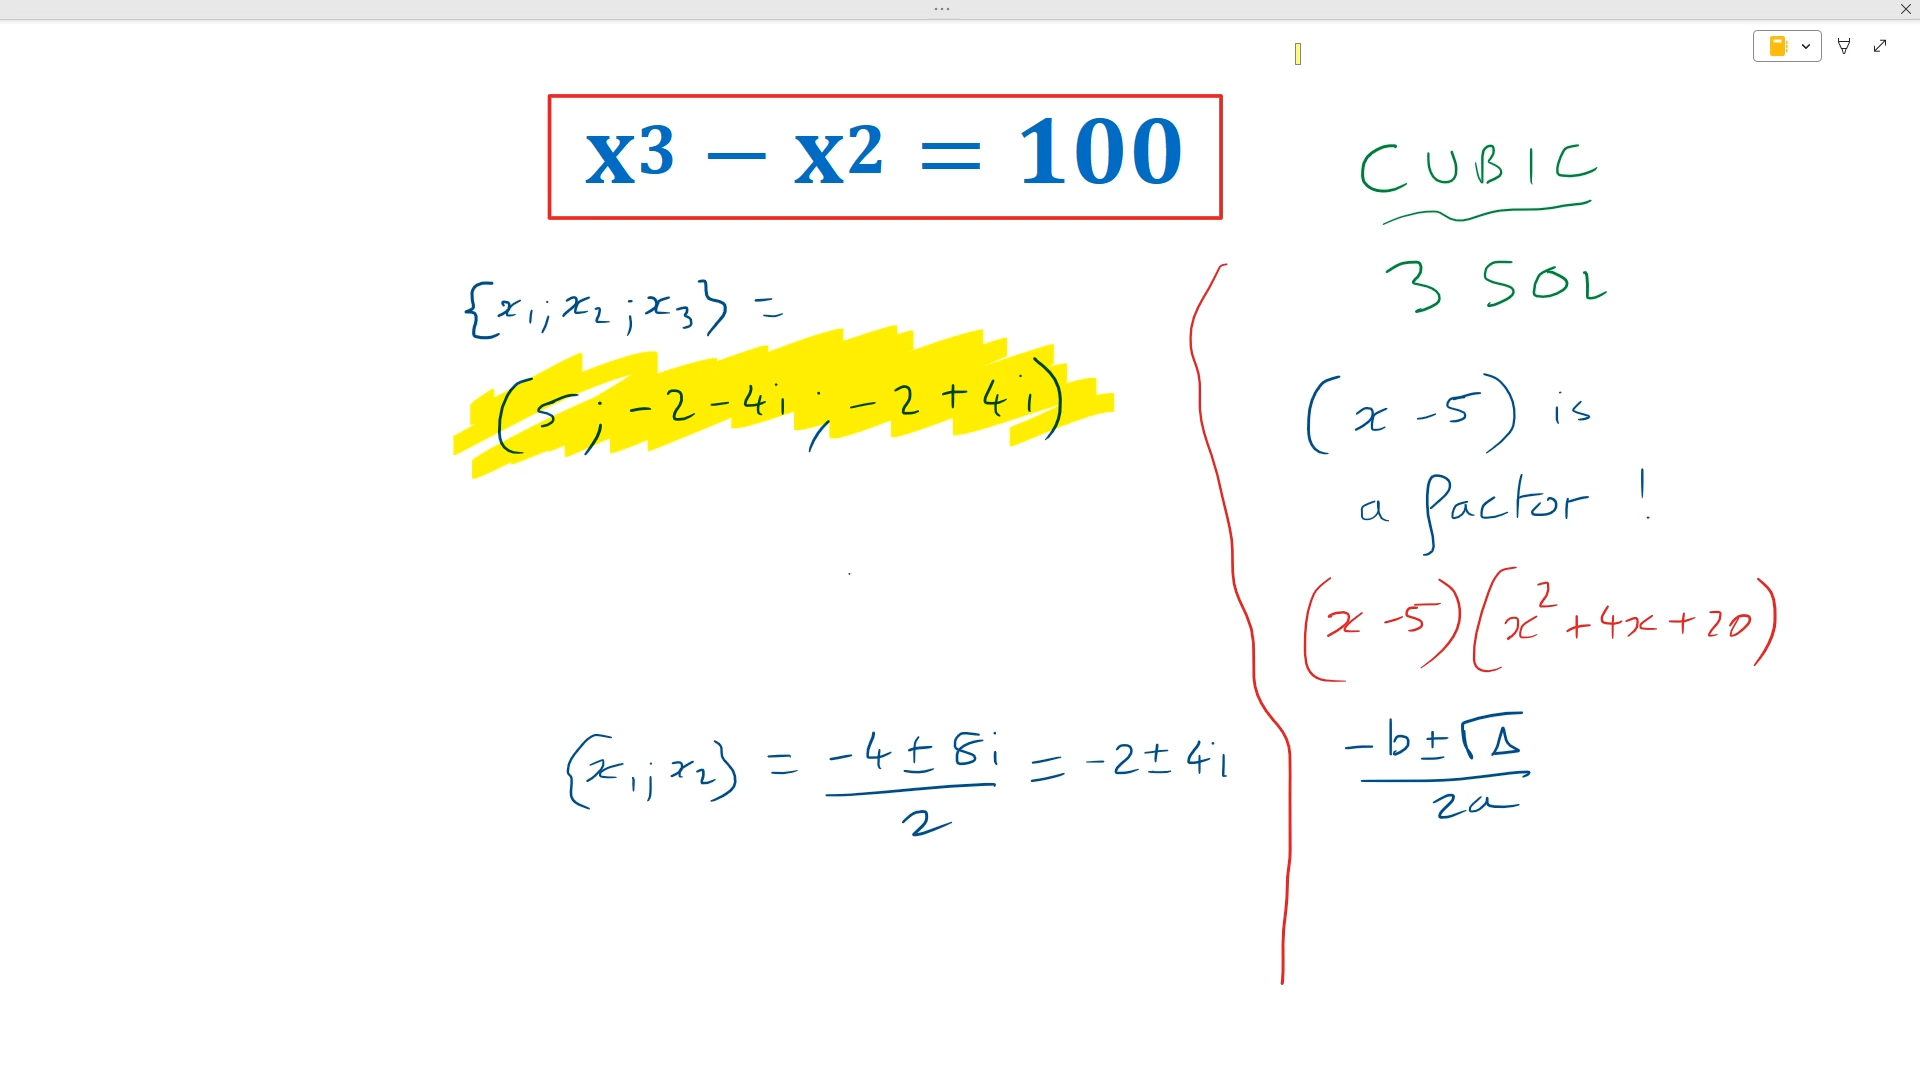 x³ − x² = 100
{x₁; x₂; x₃} =
(5; -2-4i; -2+4i)
{x₁; x₂} = (-4 ± 8i)/2 = -2 ± 4i
CUBIC
3 SOL
(x-5) is
a factor !
(x-5)(x²+4x+20)
(-b ± √Δ)/2a